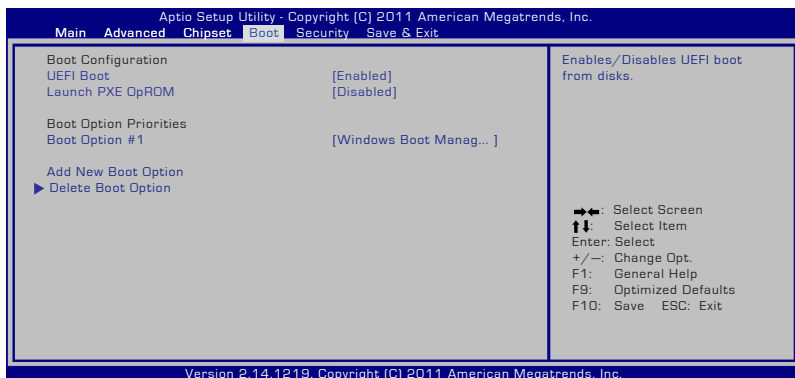 Aptio Setup Utility - Copyright (C) 2011 American Megatrends, Inc.
Main Advanced Chipset Boot Security Save & Exit
Boot Configuration
UEFI Boot [Enabled]
Launch PXE OpROM [Disabled]
Boot Option Priorities
Boot Option #1 [Windows Boot Manag... ]
Add New Boot Option
Delete Boot Option
Enables/Disables UEFI boot
from disks.
→←: Select Screen
↑↓: Select Item
Enter: Select
+/—: Change Opt.
F1: General Help
F9: Optimized Defaults
F10: Save ESC: Exit
Version 2.14.1219. Copyright (C) 2011 American Megatrends, Inc.